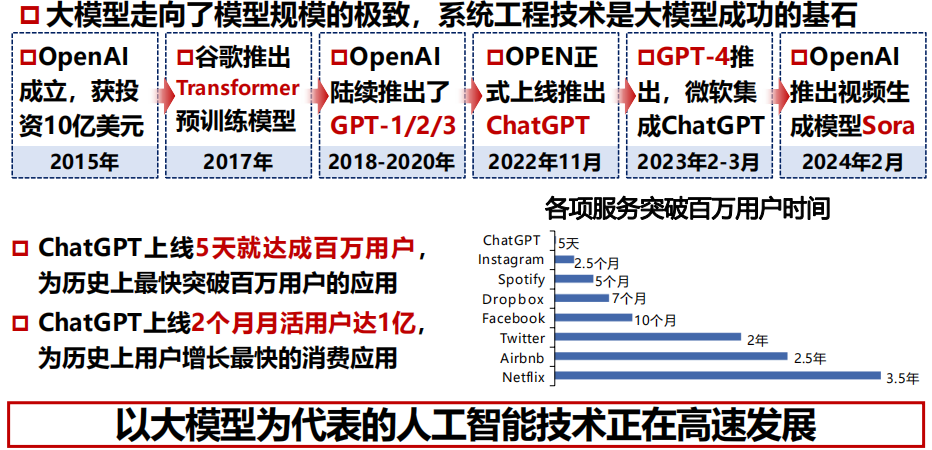 大模型走向了模型规模的极致，系统工程技术是大模型成功的基石
OpenAI
成立，获投
资10亿美元
2015年
谷歌推出
Transformer
预训练模型
2017年
OpenAI
陆续推出了
GPT-1/2/3
2018-2020年
OPEN正
式上线推出
ChatGPT
2022年11月
GPT-4推
出，微软集
成ChatGPT
2023年2-3月
OpenAI
推出视频生
成模型Sora
2024年2月
ChatGPT上线5天就达成百万用户，
为历史上最快突破百万用户的应用
ChatGPT上线2个月月活用户达1亿，
为历史上用户增长最快的消费应用
各项服务突破百万用户时间
ChatGPT 5天
Instagram 2.5个月
Spotify 5个月
Dropbox 7个月
Facebook 10个月
Twitter 2年
Airbnb 2.5年
Netflix 3.5年
以大模型为代表的人工智能技术正在高速发展